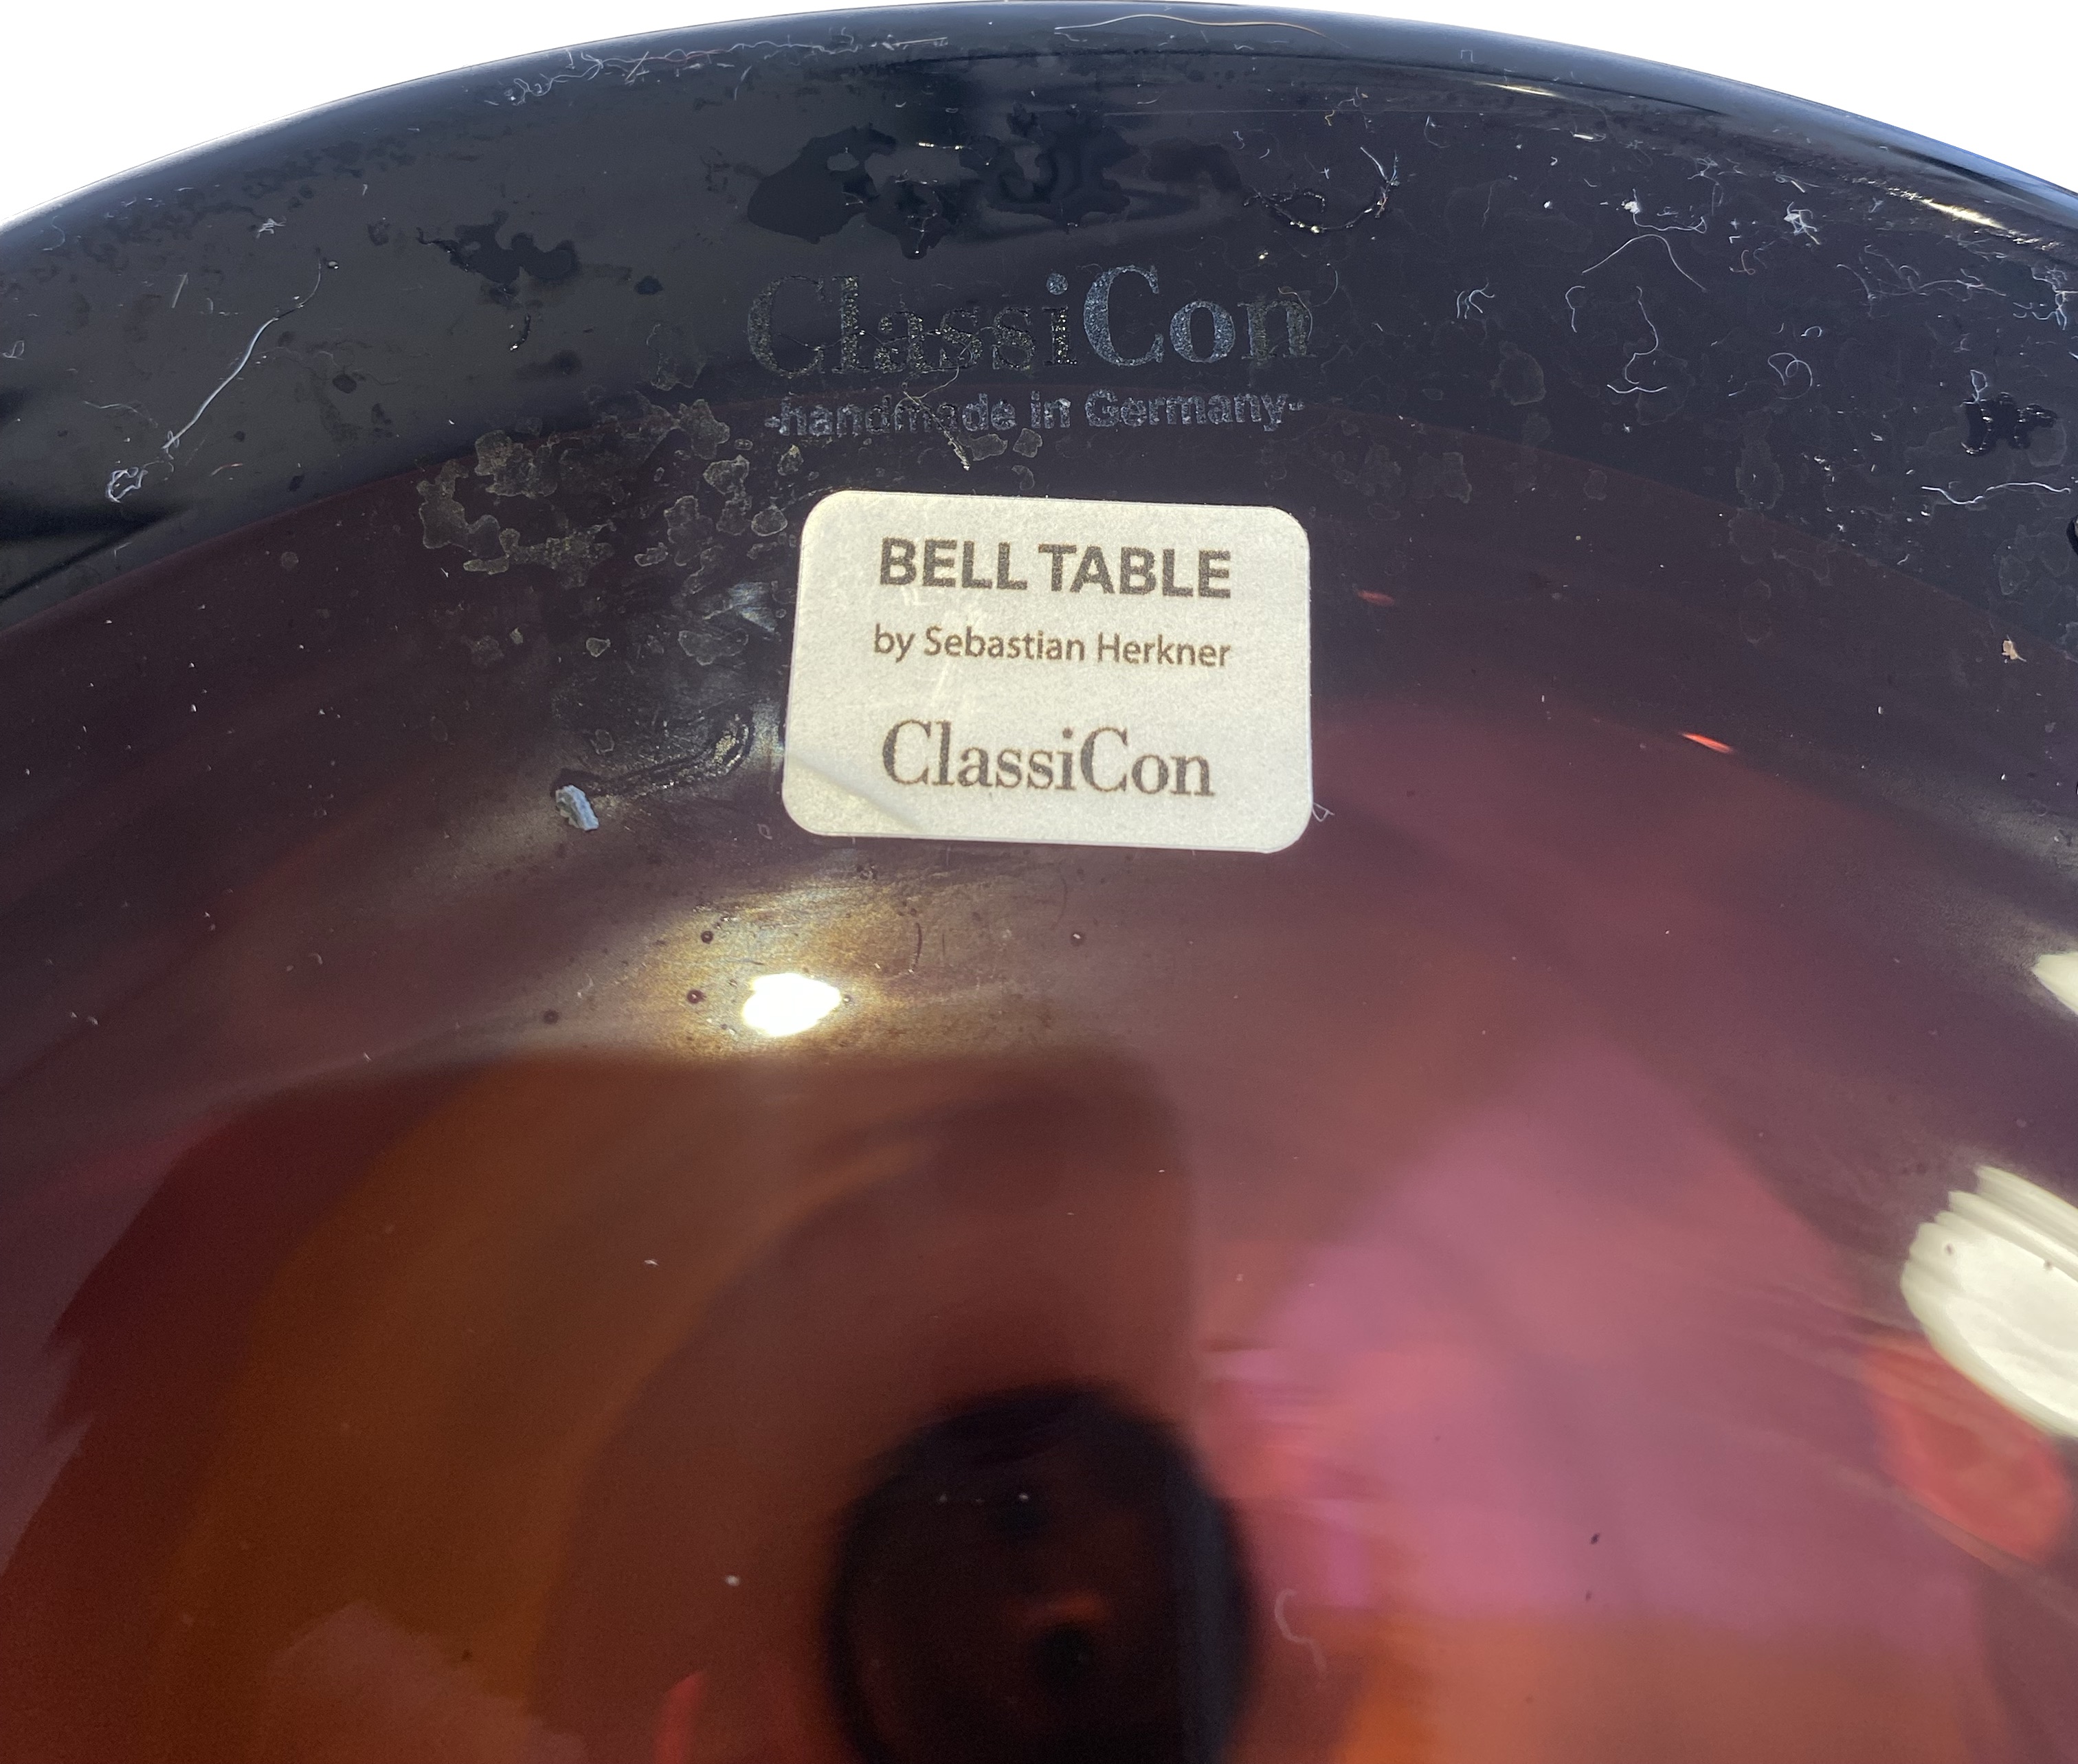 ClassiCon
-handmade in Germany-
BELL TABLE
by Sebastian Herkner
ClassiCon